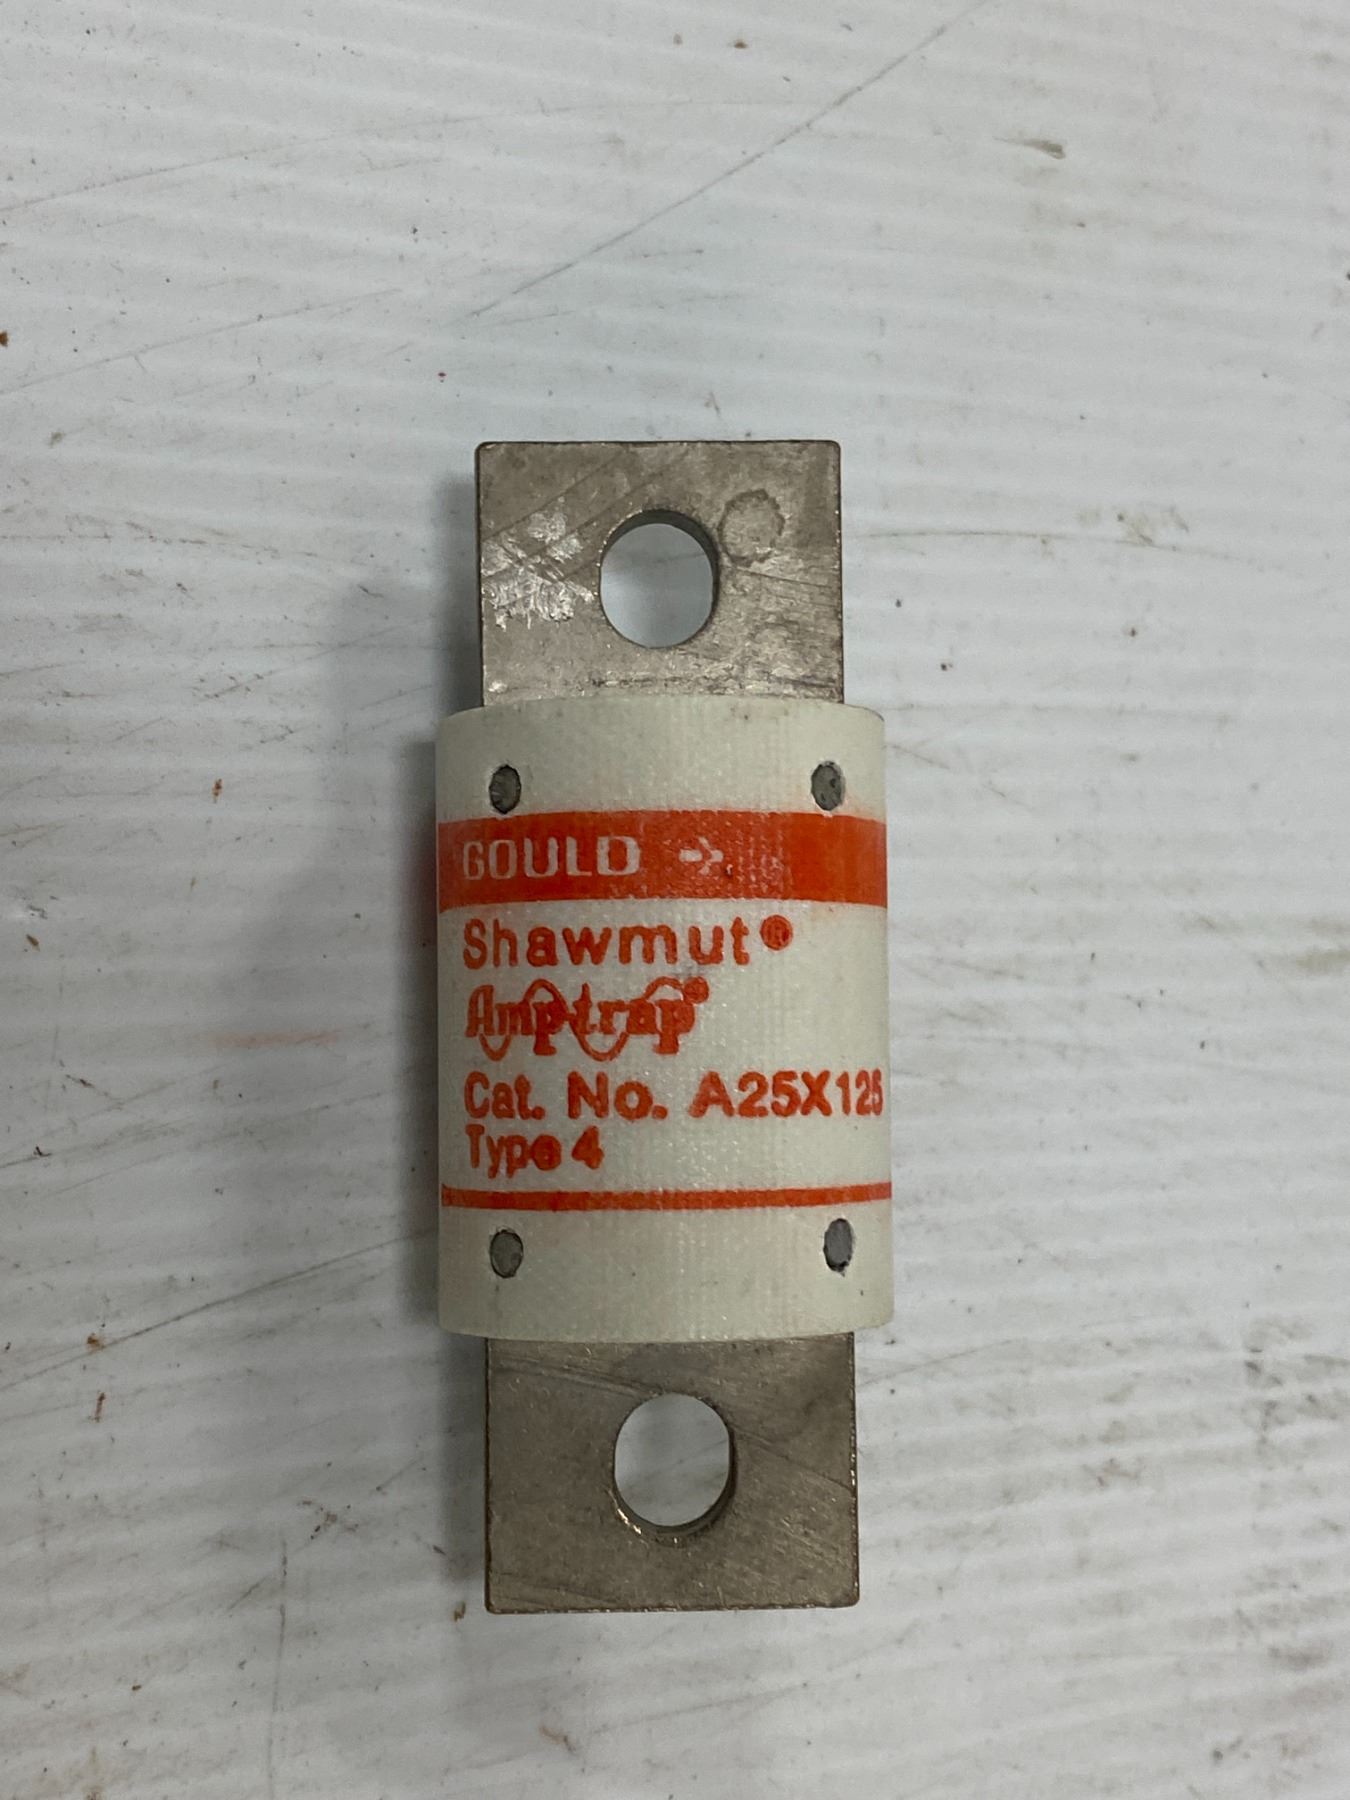 GOULD
Shawmut®
Amp-trap®
Cat. No. A25X125
Type 4